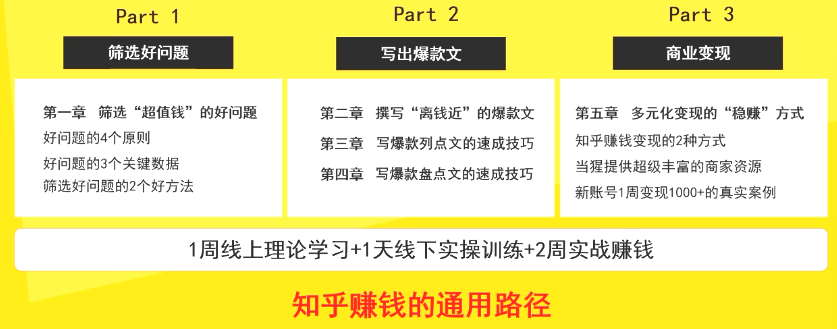 Part 1
筛选好问题
第一章 筛选“超值钱”的好问题
好问题的4个原则
好问题的3个关键数据
筛选好问题的2个好方法
Part 2
写出爆款文
第二章 撰写“离钱近”的爆款文
第三章 写爆款列点文的速成技巧
第四章 写爆款盘点文的速成技巧
Part 3
商业变现
第五章 多元化变现的“稳赚”方式
知乎赚钱变现的2种方式
当猩提供超级丰富的商家资源
新账号1周变现1000+的真实案例
1周线上理论学习+1天线下实操训练+2周实战赚钱
知乎赚钱的通用路径